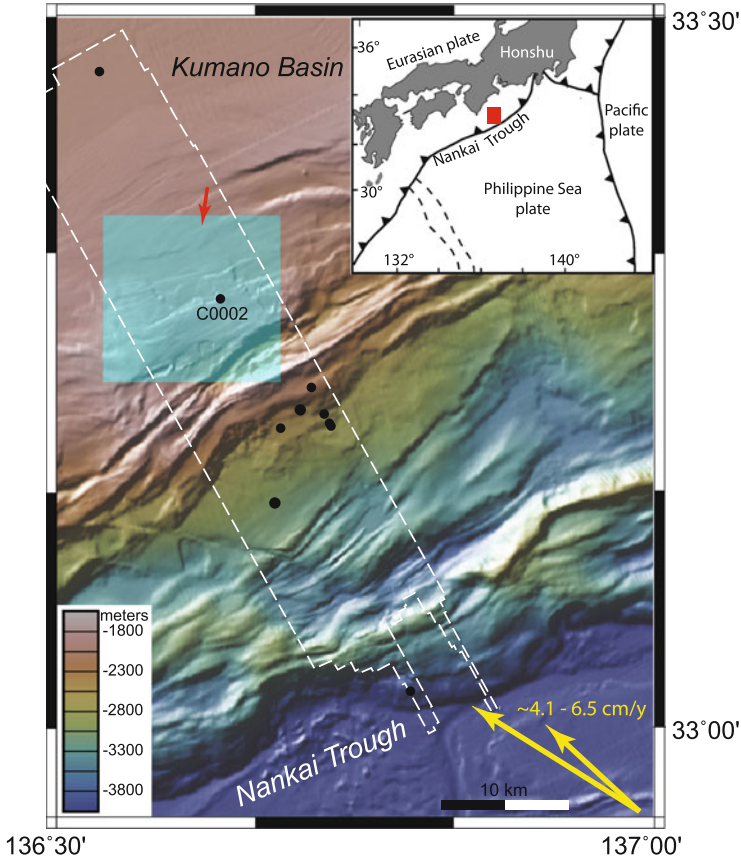 33°30'
Kumano Basin
36°
Eurasian plate
Honshu
Pacific
plate
Nankai Trough
30°
Philippine Sea
plate
132°
140°
C0002
meters
-1800
-2300
-2800
-3300
-3800
~4.1 - 6.5 cm/y
33°00'
Nankai Trough
10 km
136°30'
137°00'